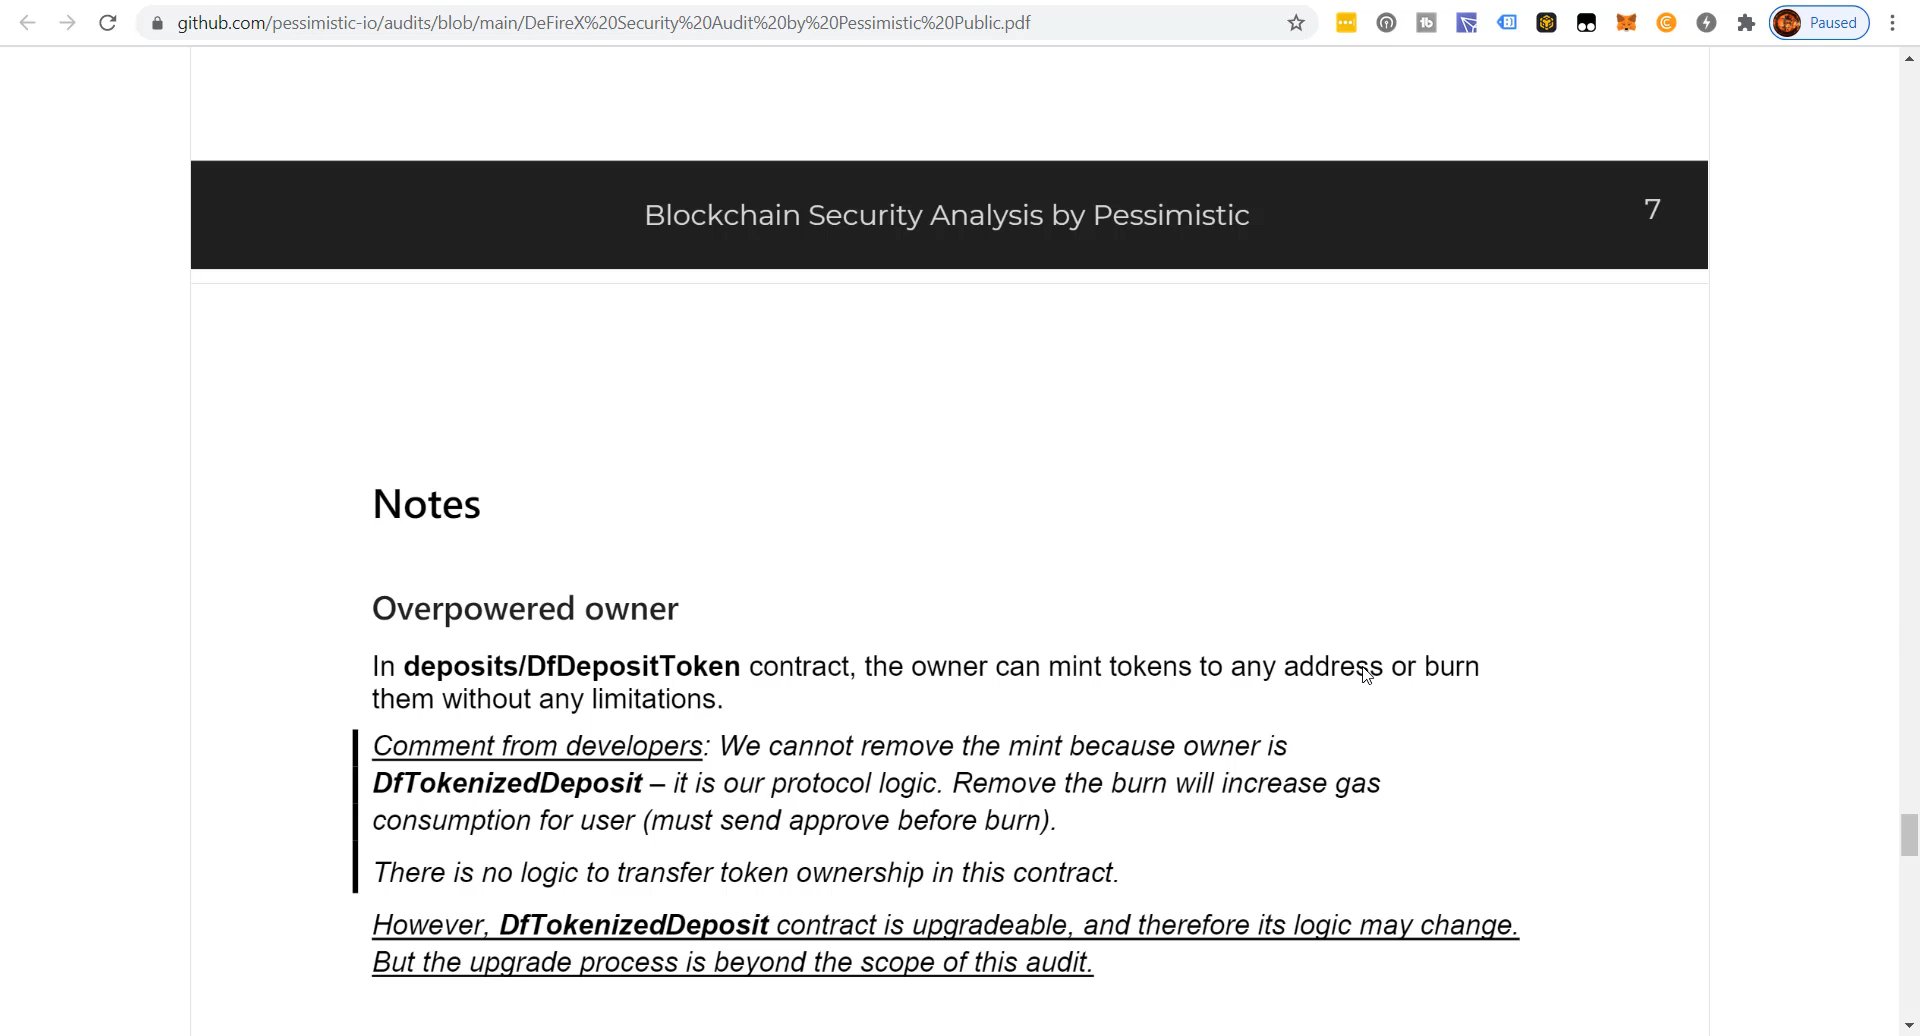 github.com/pessimistic-io/audits/blob/main/DeFireX%20Security%20Audit%20by%20Pessimistic%20Public.pdf
Paused
Blockchain Security Analysis by Pessimistic
7
Notes
Overpowered owner
In deposits/DfDepositToken contract, the owner can mint tokens to any address or burn
them without any limitations.
Comment from developers: We cannot remove the mint because owner is
DfTokenizedDeposit – it is our protocol logic. Remove the burn will increase gas
consumption for user (must send approve before burn).
There is no logic to transfer token ownership in this contract.
However, DfTokenizedDeposit contract is upgradeable, and therefore its logic may change.
But the upgrade process is beyond the scope of this audit.